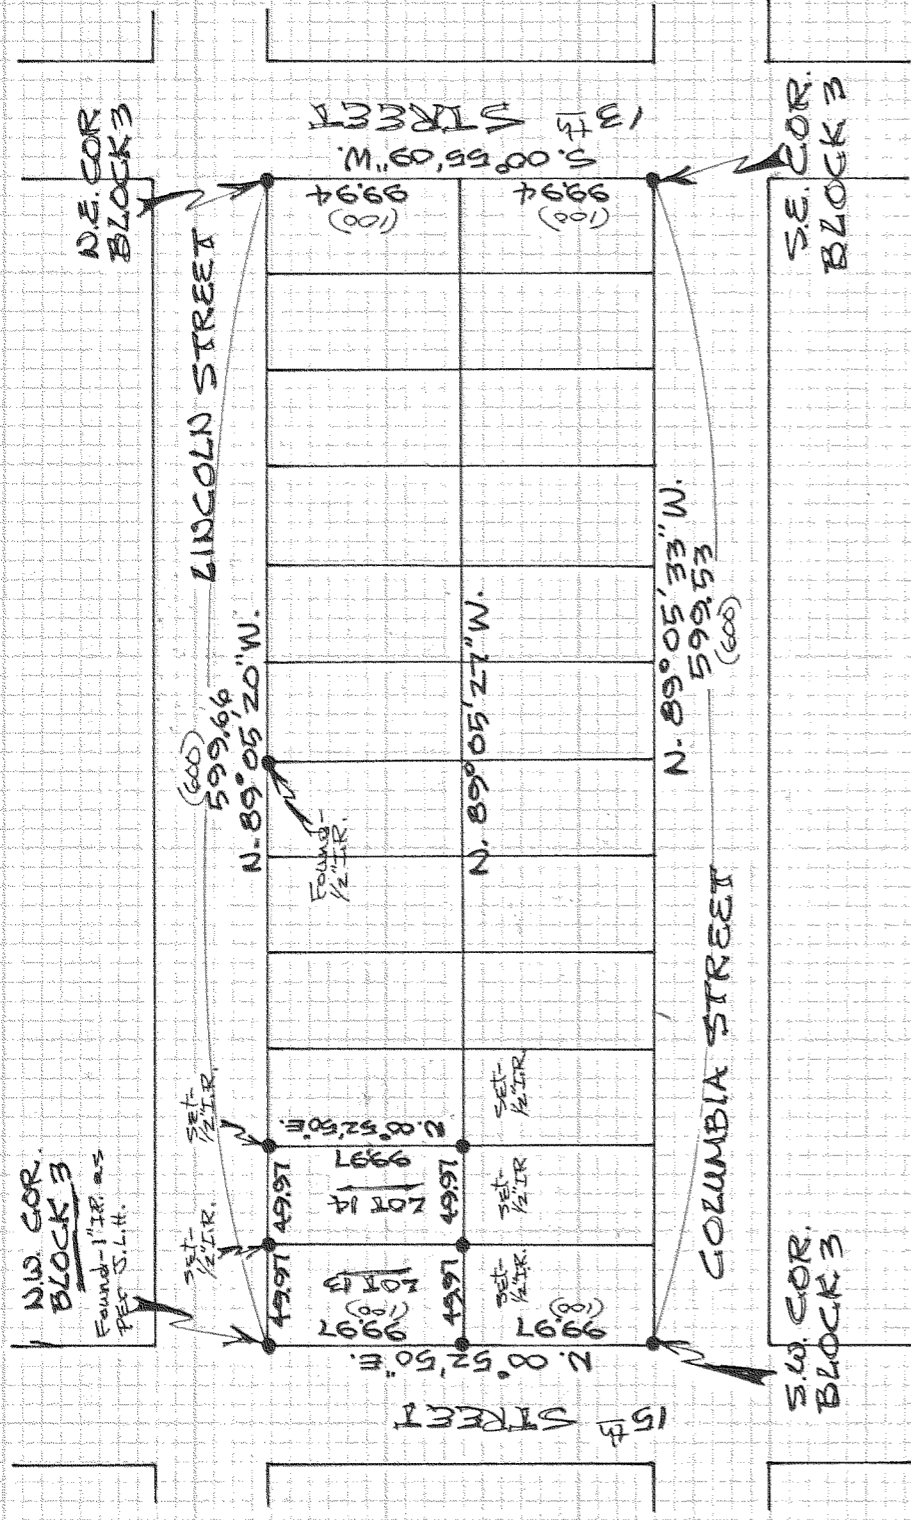 N.W. COR.
BLOCK 3
Found-1" I.R. as
PER J.L.H.
Set-
1/2" I.R.
Set-
1/2" I.R.
LINCOLN STREET
N.E. COR
BLOCK 3
(600)
599.66
N. 89° 05' 20" W.
Found-
1/2" I.R.
49.97
49.97
LOT 13
LOT 14
99.97
(100)
99.97
N. 00° 52' 50" E.
49.97
49.97
N. 89° 05' 27" W.
Set-
1/2" I.R.
Set-
1/2" I.R
Set-
1/2" I.R.
99.97
(100)
N. 00° 52' 50" E.
15th STREET
99.94
(100)
99.94
(100)
S. 00° 55' 09" W.
13th STREET
N. 89° 05' 33" W.
599.53
(600)
COLUMBIA STREET
S.W. COR.
BLOCK 3
S.E. COR.
BLOCK 3